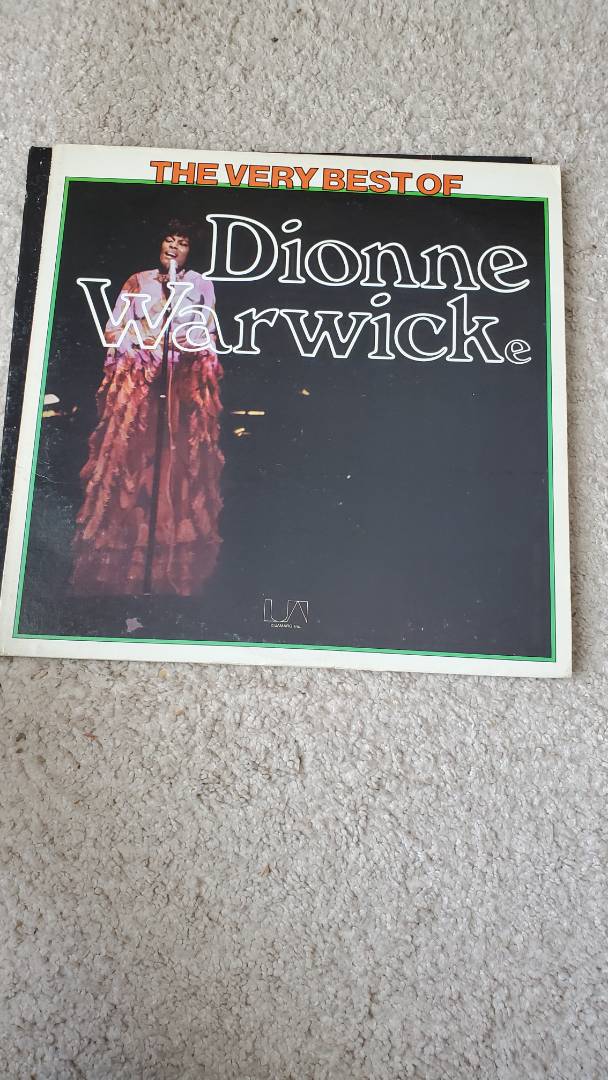 THE VERY BEST OF
Dionne
Warwicke
UA